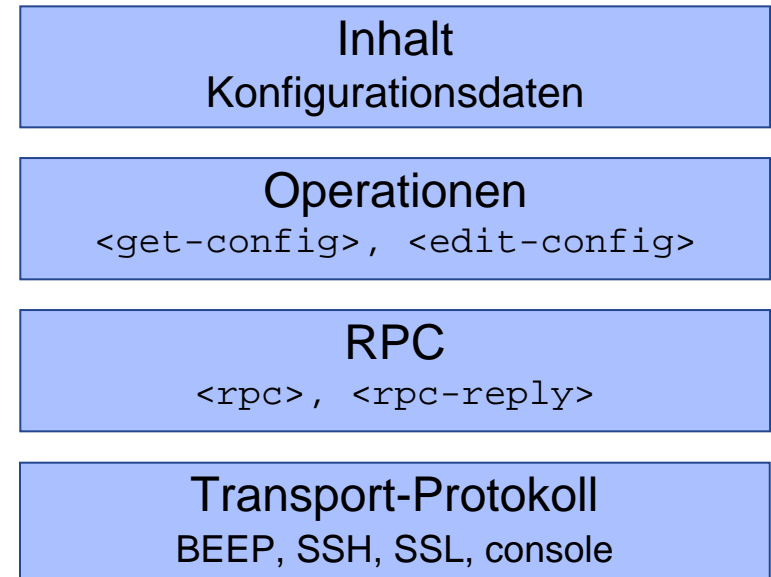 Inhalt
Konfigurationsdaten
Operationen
<get-config>, <edit-config>
RPC
<rpc>, <rpc-reply>
Transport-Protokoll
BEEP, SSH, SSL, console